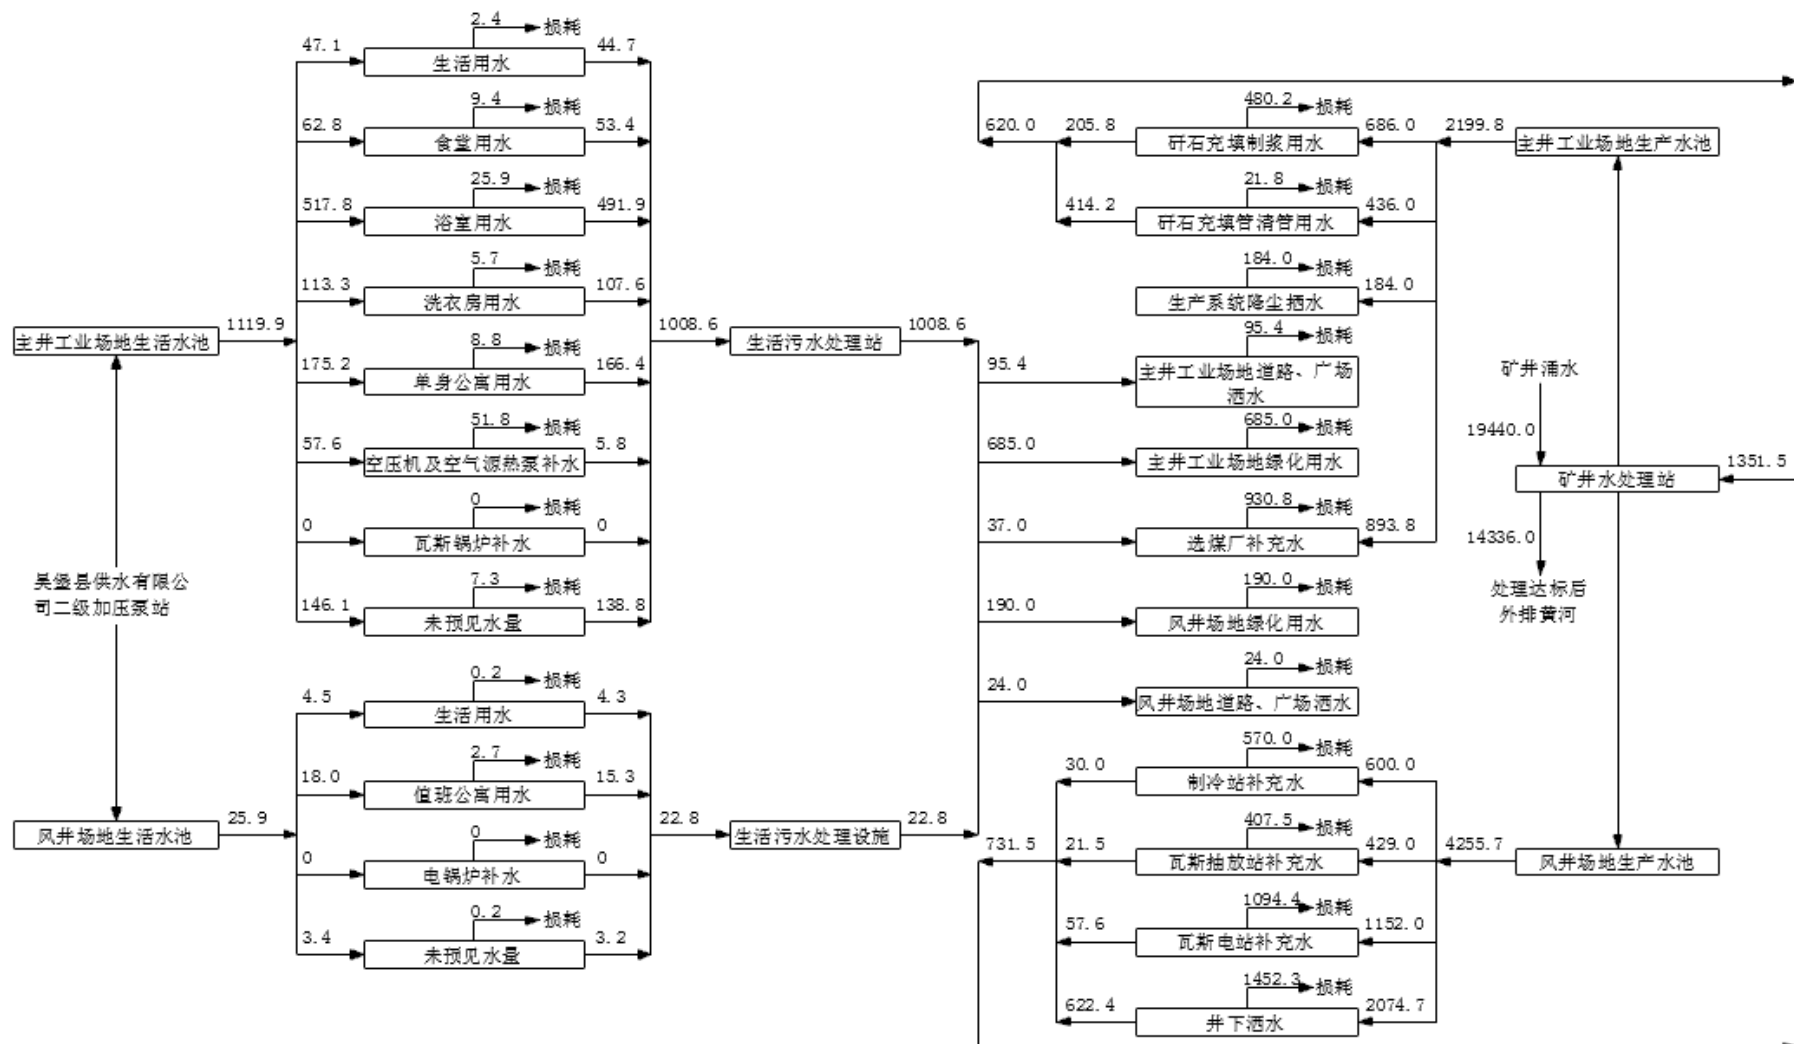 2.4
损耗
47.1
生活用水
44.7
9.4
损耗
62.8
食堂用水
53.4
25.9
损耗
517.8
浴室用水
491.9
5.7
损耗
113.3
洗衣房用水
107.6
主井工业场地生活水池
1119.9
8.8
损耗
175.2
单身公寓用水
166.4
51.8
损耗
57.6
空压机及空气源热泵补水
5.8
0
损耗
0
瓦斯锅炉补水
0
7.3
损耗
146.1
未预见水量
138.8
吴堡县供水有限公
司二级加压泵站
1008.6
生活污水处理站
1008.6
0.2
损耗
4.5
生活用水
4.3
2.7
损耗
18.0
值班公寓用水
15.3
风井场地生活水池
25.9
0
损耗
0
电锅炉补水
0
0.2
损耗
3.4
未预见水量
3.2
22.8
生活污水处理设施
22.8
480.2
损耗
620.0
205.8
矸石充填制浆用水
686.0
2199.8
主井工业场地生产水池
21.8
损耗
414.2
矸石充填管清管用水
436.0
184.0
损耗
生产系统降尘洒水
184.0
95.4
损耗
95.4
主井工业场地道路、广场
洒水
685.0
损耗
685.0
主井工业场地绿化用水
930.8
损耗
37.0
选煤厂补充水
893.8
190.0
损耗
190.0
风井场地绿化用水
24.0
损耗
24.0
风井场地道路、广场洒水
矿井涌水
19440.0
矿井水处理站
1351.5
14336.0
处理达标后
外排黄河
570.0
损耗
30.0
制冷站补充水
600.0
407.5
损耗
731.5
21.5
瓦斯抽放站补充水
429.0
4255.7
风井场地生产水池
1094.4
损耗
57.6
瓦斯电站补充水
1152.0
1452.3
损耗
622.4
井下洒水
2074.7